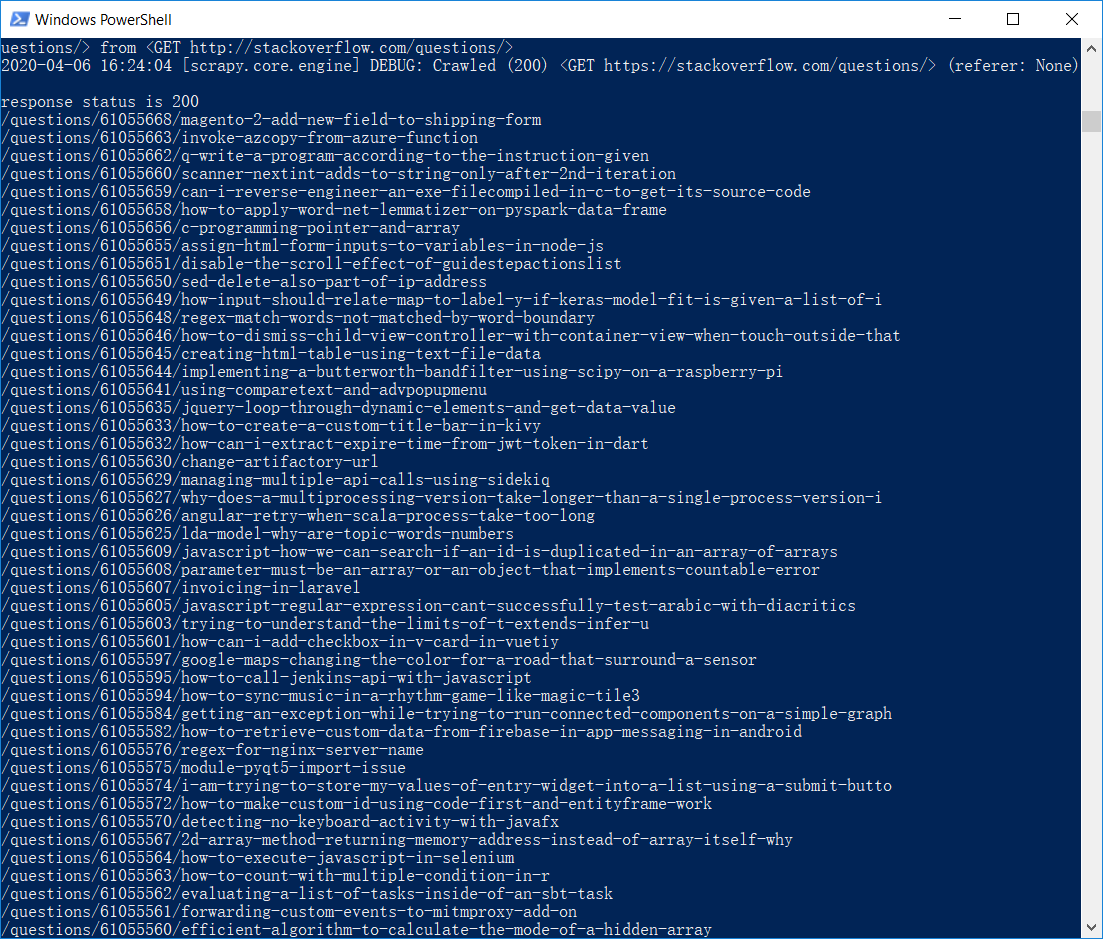 Windows PowerShell
uestions/> from <GET http://stackoverflow.com/questions/>
2020-04-06 16:24:04 [scrapy.core.engine] DEBUG: Crawled (200) <GET https://stackoverflow.com/questions/> (referer: None)
response status is 200
/questions/61055668/magento-2-add-new-field-to-shipping-form
/questions/61055663/invoke-azcopy-from-azure-function
/questions/61055662/q-write-a-program-according-to-the-instruction-given
/questions/61055660/scanner-nextint-adds-to-string-only-after-2nd-iteration
/questions/61055659/can-i-reverse-engineer-an-exe-filecompiled-in-c-to-get-its-source-code
/questions/61055658/how-to-apply-word-net-lemmatizer-on-pyspark-data-frame
/questions/61055656/c-programming-pointer-and-array
/questions/61055655/assign-html-form-inputs-to-variables-in-node-js
/questions/61055651/disable-the-scroll-effect-of-guidestepactionslist
/questions/61055650/sed-delete-also-part-of-ip-address
/questions/61055649/how-input-should-relate-map-to-label-y-if-keras-model-fit-is-given-a-list-of-i
/questions/61055648/regex-match-words-not-matched-by-word-boundary
/questions/61055646/how-to-dismiss-child-view-controller-with-container-view-when-touch-outside-that
/questions/61055645/creating-html-table-using-text-file-data
/questions/61055644/implementing-a-butterworth-bandfilter-using-scipy-on-a-raspberry-pi
/questions/61055641/using-comparetext-and-advpopupmenu
/questions/61055635/jquery-loop-through-dynamic-elements-and-get-data-value
/questions/61055633/how-to-create-a-custom-title-bar-in-kivy
/questions/61055632/how-can-i-extract-expire-time-from-jwt-token-in-dart
/questions/61055630/change-artifactory-url
/questions/61055629/managing-multiple-api-calls-using-sidekiq
/questions/61055627/why-does-a-multiprocessing-version-take-longer-than-a-single-process-version-i
/questions/61055626/angular-retry-when-scala-process-take-too-long
/questions/61055625/lda-model-why-are-topic-words-numbers
/questions/61055609/javascript-how-we-can-search-if-an-id-is-duplicated-in-an-array-of-arrays
/questions/61055608/parameter-must-be-an-array-or-an-object-that-implements-countable-error
/questions/61055607/invoicing-in-laravel
/questions/61055605/javascript-regular-expression-cant-successfully-test-arabic-with-diacritics
/questions/61055603/trying-to-understand-the-limits-of-t-extends-infer-u
/questions/61055601/how-can-i-add-checkbox-in-v-card-in-vuetiy
/questions/61055597/google-maps-changing-the-color-for-a-road-that-surround-a-sensor
/questions/61055595/how-to-call-jenkins-api-with-javascript
/questions/61055594/how-to-sync-music-in-a-rhythm-game-like-magic-tile3
/questions/61055584/getting-an-exception-while-trying-to-run-connected-components-on-a-simple-graph
/questions/61055582/how-to-retrieve-custom-data-from-firebase-in-app-messaging-in-android
/questions/61055576/regex-for-nginx-server-name
/questions/61055575/module-pyqt5-import-issue
/questions/61055574/i-am-trying-to-store-my-values-of-entry-widget-into-a-list-using-a-submit-butto
/questions/61055572/how-to-make-custom-id-using-code-first-and-entityframe-work
/questions/61055570/detecting-no-keyboard-activity-with-javafx
/questions/61055567/2d-array-method-returning-memory-address-instead-of-array-itself-why
/questions/61055564/how-to-execute-javascript-in-selenium
/questions/61055563/how-to-count-with-multiple-condition-in-r
/questions/61055562/evaluating-a-list-of-tasks-inside-of-an-sbt-task
/questions/61055561/forwarding-custom-events-to-mitmproxy-add-on
/questions/61055560/efficient-algorithm-to-calculate-the-mode-of-a-hidden-array